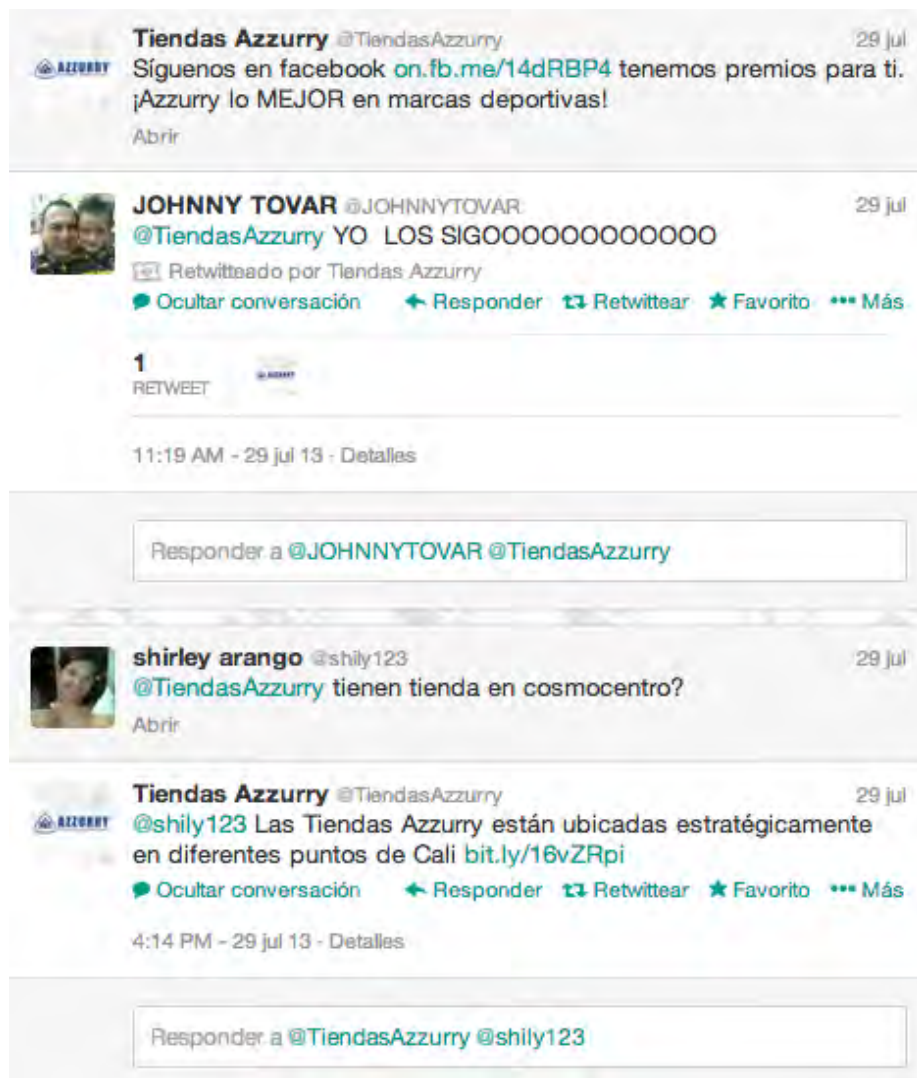 Tiendas Azzurry @TiendasAzzurry 29 jul
AZZURRY
Síguenos en facebook on.fb.me/14dRBP4 tenemos premios para ti.
¡Azzurry lo MEJOR en marcas deportivas!
Abrir
JOHNNY TOVAR @JOHNNYTOVAR 29 jul
@TiendasAzzurry YO LOS SIGOOOOOOOOOOOO
Retwitteado por Tiendas Azzurry
Ocultar conversación Responder Retwittear Favorito Más
1
RETWEET
11:19 AM - 29 jul 13 · Detalles
Responder a @JOHNNYTOVAR @TiendasAzzurry
shirley arango @shily123 29 jul
@TiendasAzzurry tienen tienda en cosmocentro?
Abrir
Tiendas Azzurry @TiendasAzzurry 29 jul
AZZURRY
@shily123 Las Tiendas Azzurry están ubicadas estratégicamente
en diferentes puntos de Cali bit.ly/16vZRpi
Ocultar conversación Responder Retwittear Favorito Más
4:14 PM - 29 jul 13 · Detalles
Responder a @TiendasAzzurry @shily123